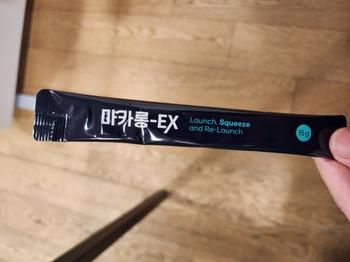 마카롱-EX
Launch, Squeeze
and Re-Launch
15g